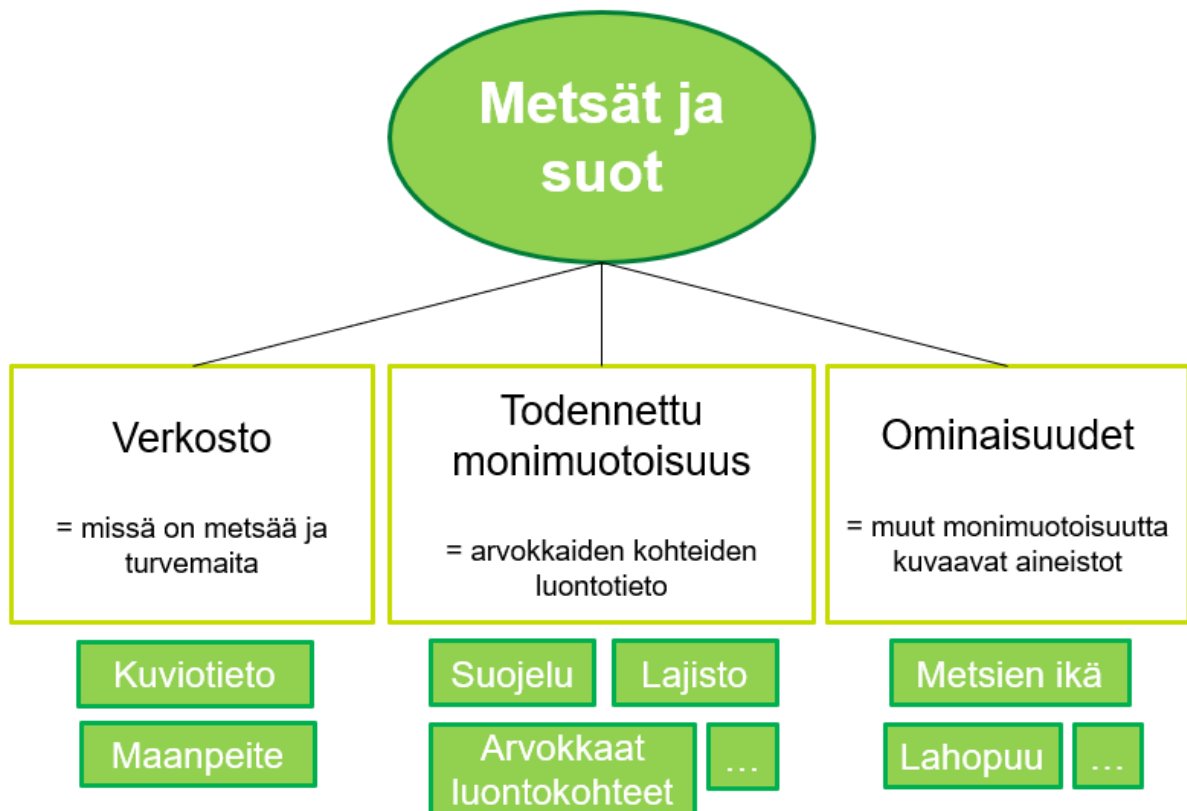 Metsät ja
suot
Verkosto
= missä on metsää ja
turvemaita
Todennettu
monimuotoisuus
= arvokkaiden kohteiden
luontotieto
Ominaisuudet
= muut monimuotoisuutta
kuvaavat aineistot
Kuviotieto
Maanpeite
Suojelu
Lajisto
Arvokkaat
luontokohteet
...
Metsien ikä
Lahopuu
...